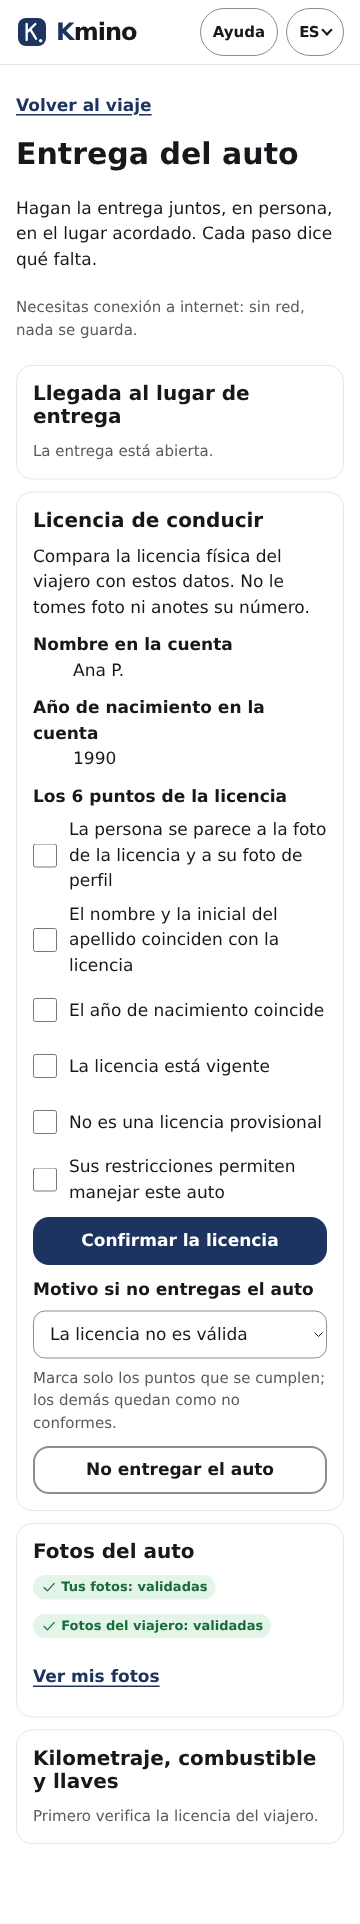 K. Kmino
Ayuda
ES
Volver al viaje
Entrega del auto
Hagan la entrega juntos, en persona,
en el lugar acordado. Cada paso dice
qué falta.
Necesitas conexión a internet: sin red,
nada se guarda.
Llegada al lugar de
entrega
La entrega está abierta.
Licencia de conducir
Compara la licencia física del
viajero con estos datos. No le
tomes foto ni anotes su número.
Nombre en la cuenta
Ana P.
Año de nacimiento en la
cuenta
1990
Los 6 puntos de la licencia
La persona se parece a la foto
de la licencia y a su foto de
perfil
El nombre y la inicial del
apellido coinciden con la
licencia
El año de nacimiento coincide
La licencia está vigente
No es una licencia provisional
Sus restricciones permiten
manejar este auto
Confirmar la licencia
Motivo si no entregas el auto
La licencia no es válida
Marca solo los puntos que se cumplen;
los demás quedan como no
conformes.
No entregar el auto
Fotos del auto
Tus fotos: validadas
Fotos del viajero: validadas
Ver mis fotos
Kilometraje, combustible
y llaves
Primero verifica la licencia del viajero.